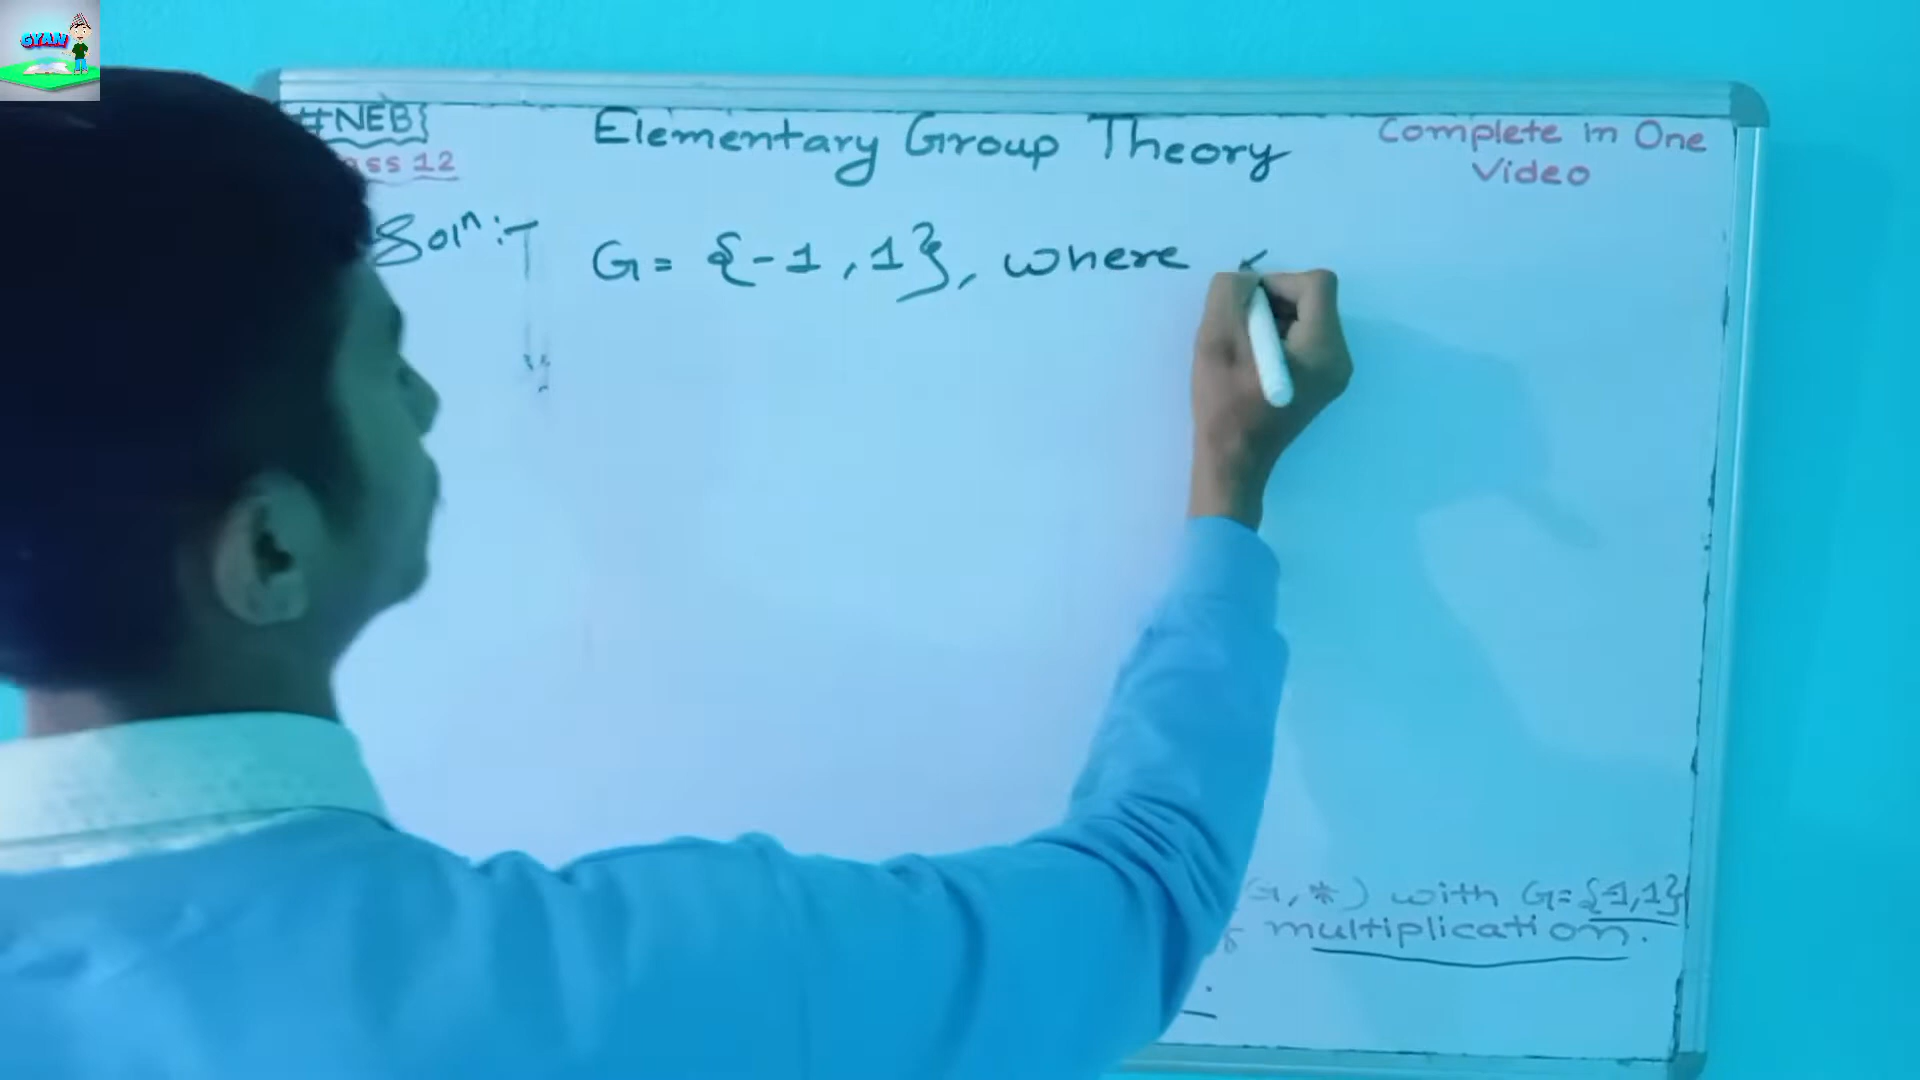 GYAN
#NEB{
Elementary Group Theory
Complete in One
Video
ass 12
Solⁿ :-
G = {-1, 1}, where
G, *) with G={-1,1}
multiplication.